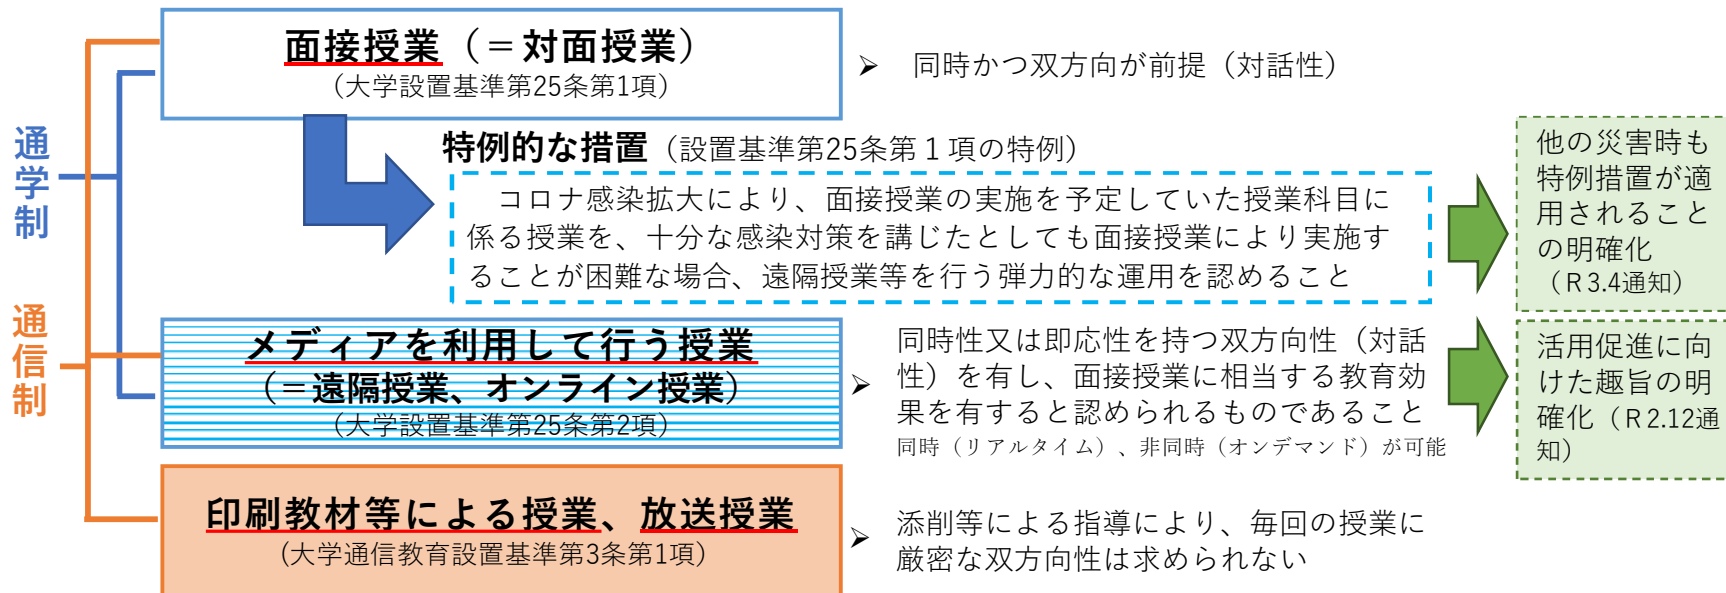 面接授業（＝対面授業）
（大学設置基準第25条第1項）
➢ 同時かつ双方向が前提（対話性）
通学制
特例的な措置（設置基準第25条第１項の特例）
コロナ感染拡大により、面接授業の実施を予定していた授業科目に
係る授業を、十分な感染対策を講じたとしても面接授業により実施す
ることが困難な場合、遠隔授業等を行う弾力的な運用を認めること
他の災害時も
特例措置が適
用されること
の明確化
（Ｒ3.4通知）
通信制
メディアを利用して行う授業
（＝遠隔授業、オンライン授業）
（大学設置基準第25条第2項）
➢ 同時性又は即応性を持つ双方向性（対話
性）を有し、面接授業に相当する教育効
果を有すると認められるものであること
同時（リアルタイム）、非同時（オンデマンド）が可能
活用促進に向
けた趣旨の明
確化（Ｒ2.12通
知）
印刷教材等による授業、放送授業
（大学通信教育設置基準第3条第1項）
➢ 添削等による指導により、毎回の授業に
厳密な双方向性は求められない